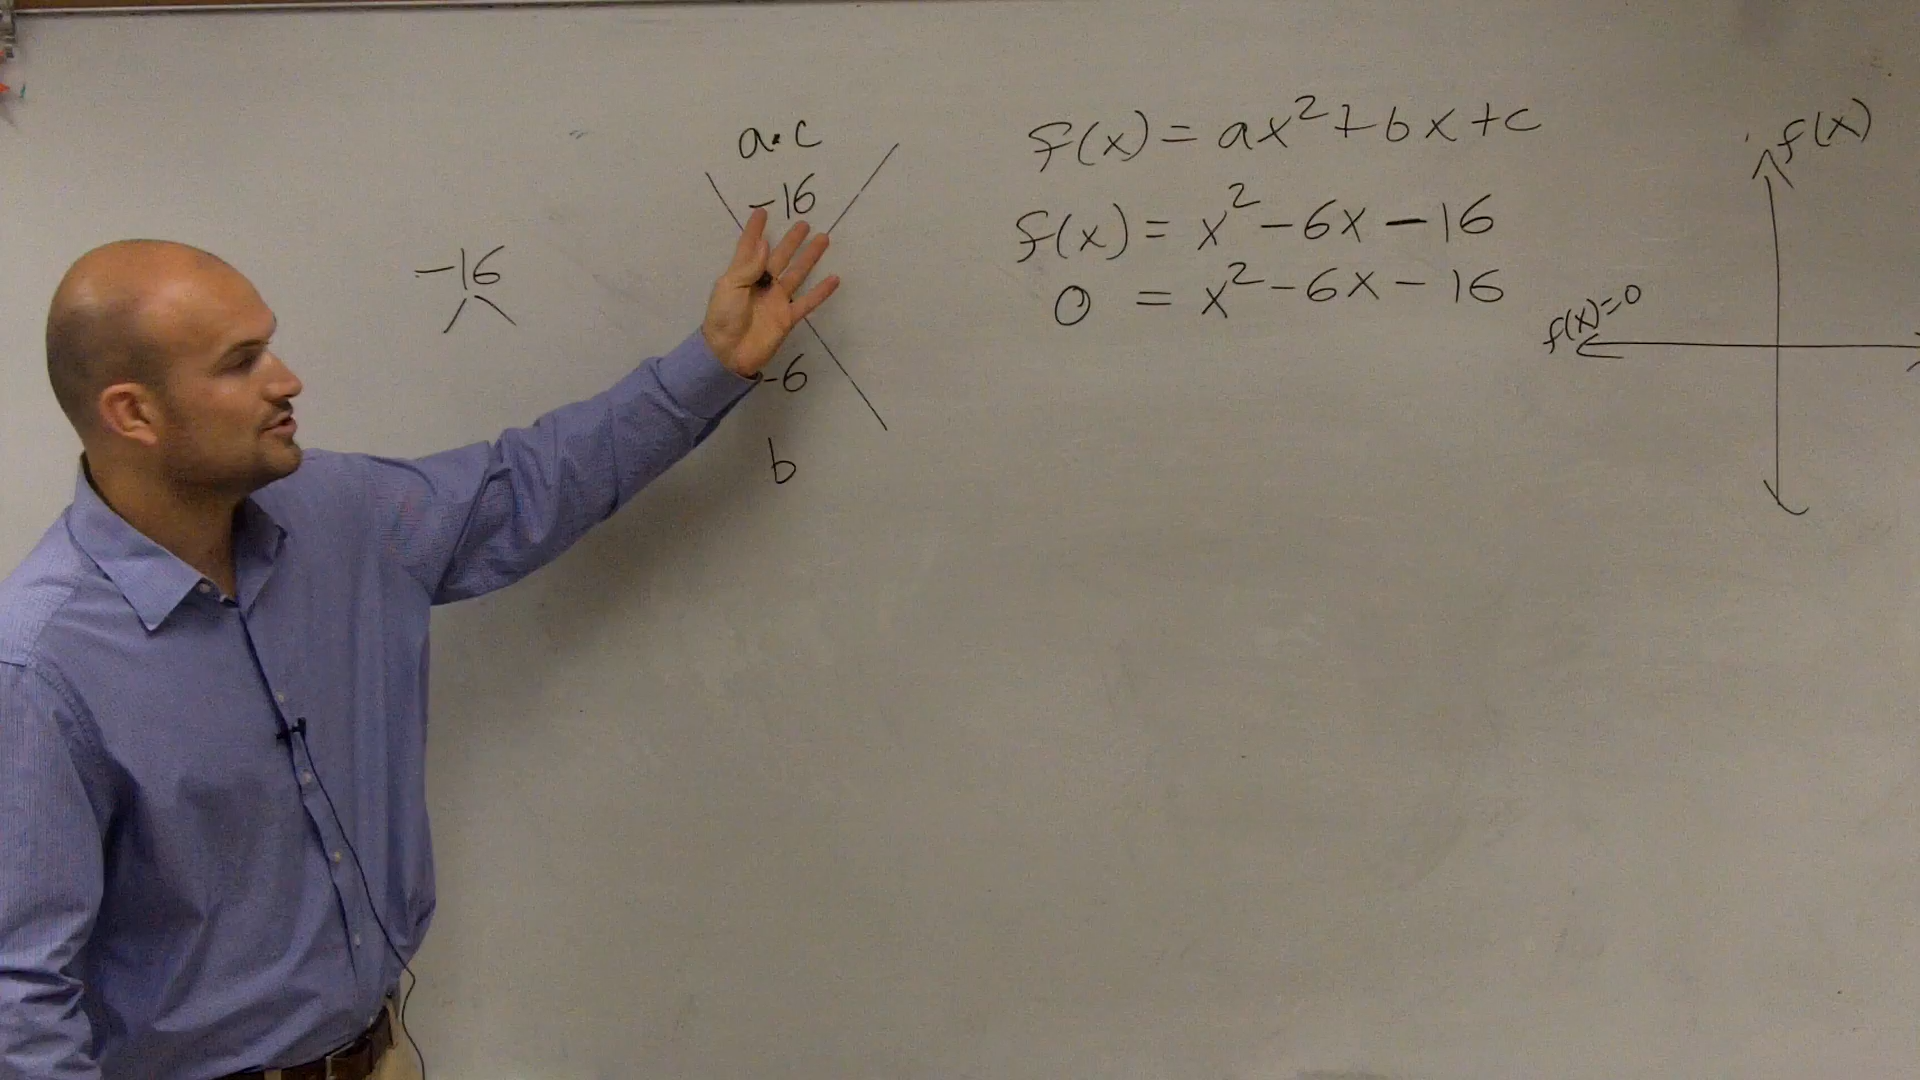 a·c
-16
-6
b
-16
f(x) = ax² + bx + c
f(x) = x² - 6x - 16
0 = x² - 6x - 16
f(x)
f(x)=0